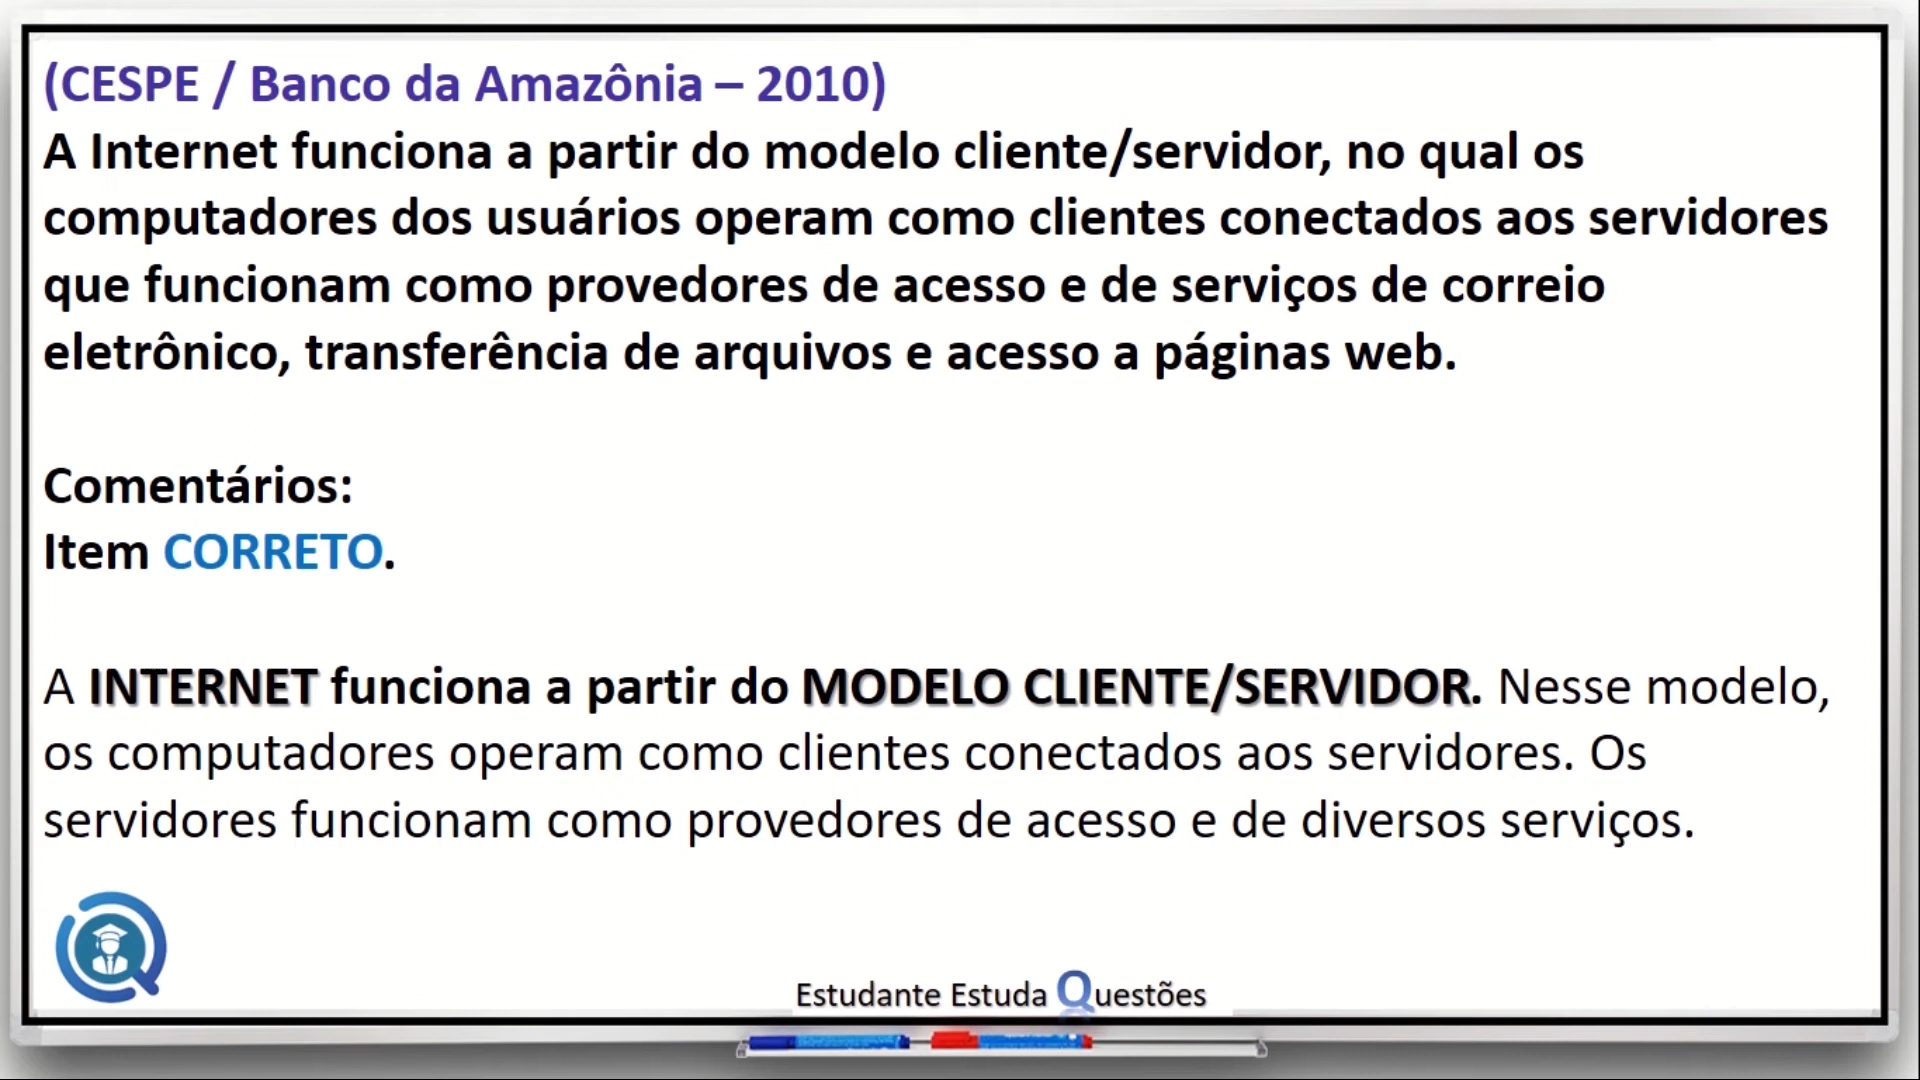 (CESPE / Banco da Amazônia – 2010)
A Internet funciona a partir do modelo cliente/servidor, no qual os
computadores dos usuários operam como clientes conectados aos servidores
que funcionam como provedores de acesso e de serviços de correio
eletrônico, transferência de arquivos e acesso a páginas web.
Comentários:
Item CORRETO.
A INTERNET funciona a partir do MODELO CLIENTE/SERVIDOR. Nesse modelo,
os computadores operam como clientes conectados aos servidores. Os
servidores funcionam como provedores de acesso e de diversos serviços.
Estudante Estuda Questões